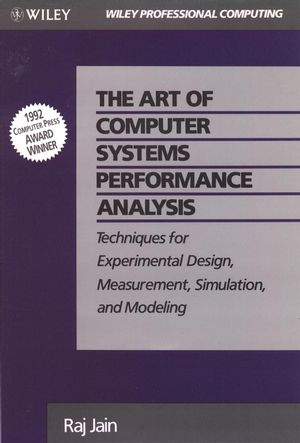 WILEY
WILEY PROFESSIONAL COMPUTING
1992
COMPUTER PRESS
AWARD
WINNER
THE ART OF
COMPUTER
SYSTEMS
PERFORMANCE
ANALYSIS
Techniques for
Experimental Design,
Measurement, Simulation,
and Modeling
Raj Jain